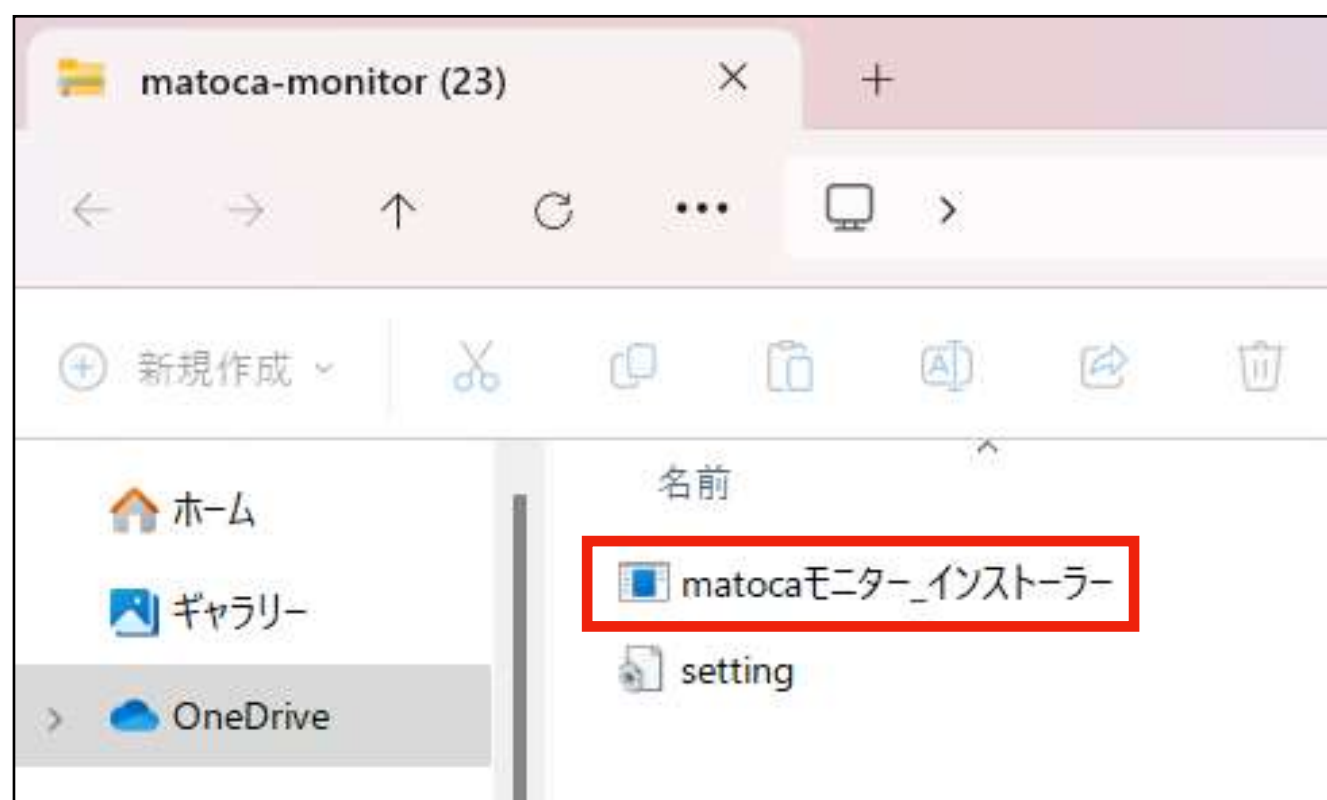 matoca-monitor (23)
新規作成
ホーム
ギャラリー
OneDrive
名前
matocaモニター_インストーラー
setting